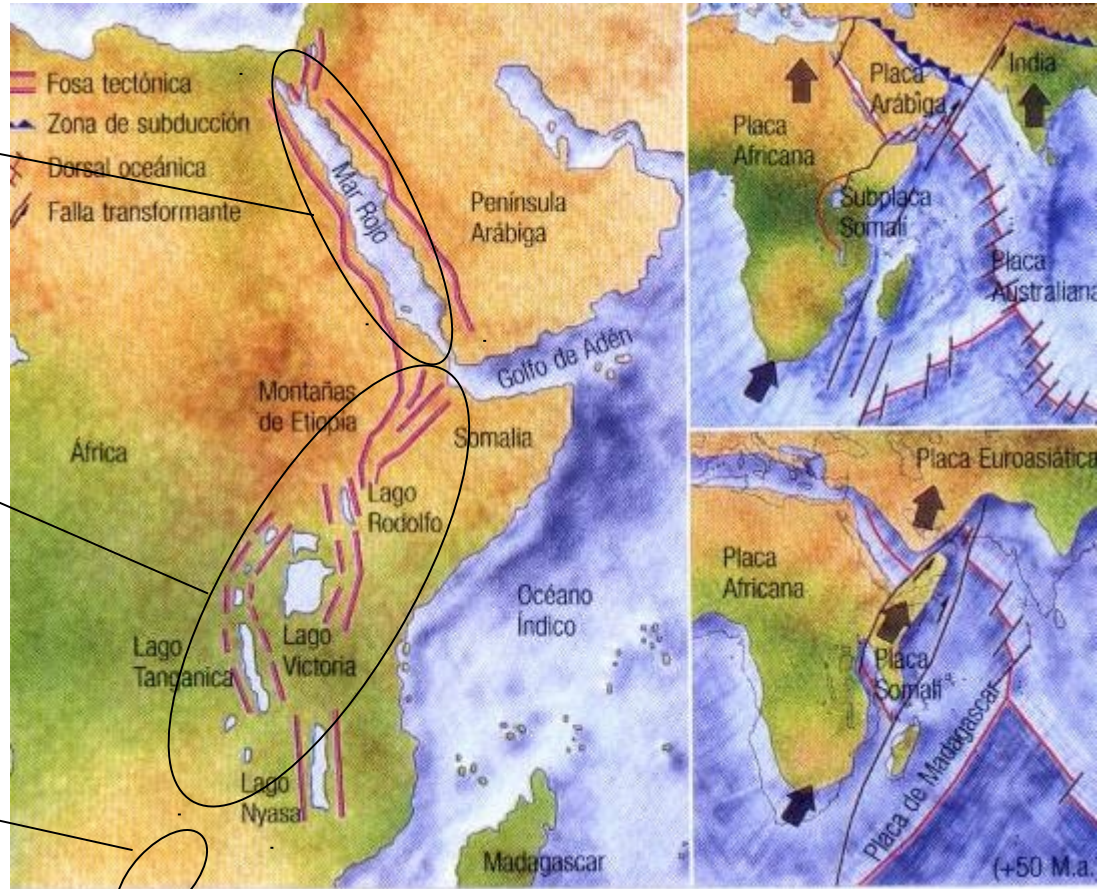 Fosa tectónica
Zona de subducción
Dorsal oceánica
Falla transformante
Mar Rojo
Península
Arábiga
Golfo de Adén
Montañas
de Etiopia
Somalia
África
Lago
Rodolfo
Océano
Índico
Lago
Victoria
Lago
Tanganica
Lago
Nyasa
Madagascar
Placa
Arábiga
India
Placa
Africana
Subplaca
Somalí
Placa
Australiana
Placa Euroasiática
Placa
Africana
Placa
Somalí
Placa de Madagascar
(+50 M.a.)